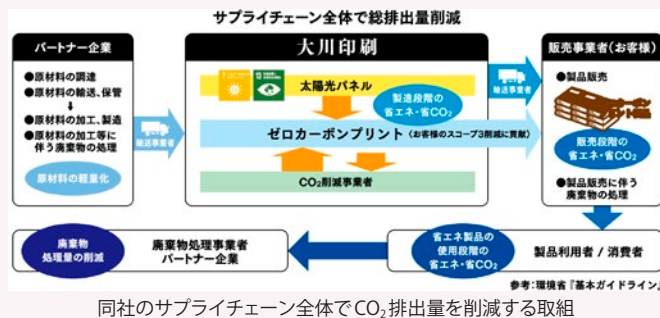 サプライチェーン全体で総排出量削減
パートナー企業
●原材料の調達
●原材料の輸送、保管
●原材料の加工、製造
●原材料の加工等に
伴う廃棄物の処理
原材料の軽量化
輸送事業者
大川印刷
太陽光パネル
製造段階の
省エネ・省CO2
ゼロカーボンプリント（お客様のスコープ3削減に貢献）
CO2削減事業者
輸送事業者
販売事業者（お客様）
●製品販売
販売段階の
省エネ・省CO2
●製品販売に伴う
廃棄物の処理
廃棄物
処理量の削減
廃棄物処理事業者
パートナー企業
省エネ製品の
使用段階の
省エネ・省CO2
製品利用者 / 消費者
参考：環境省『基本ガイドライン』
同社のサプライチェーン全体でCO2排出量を削減する取組